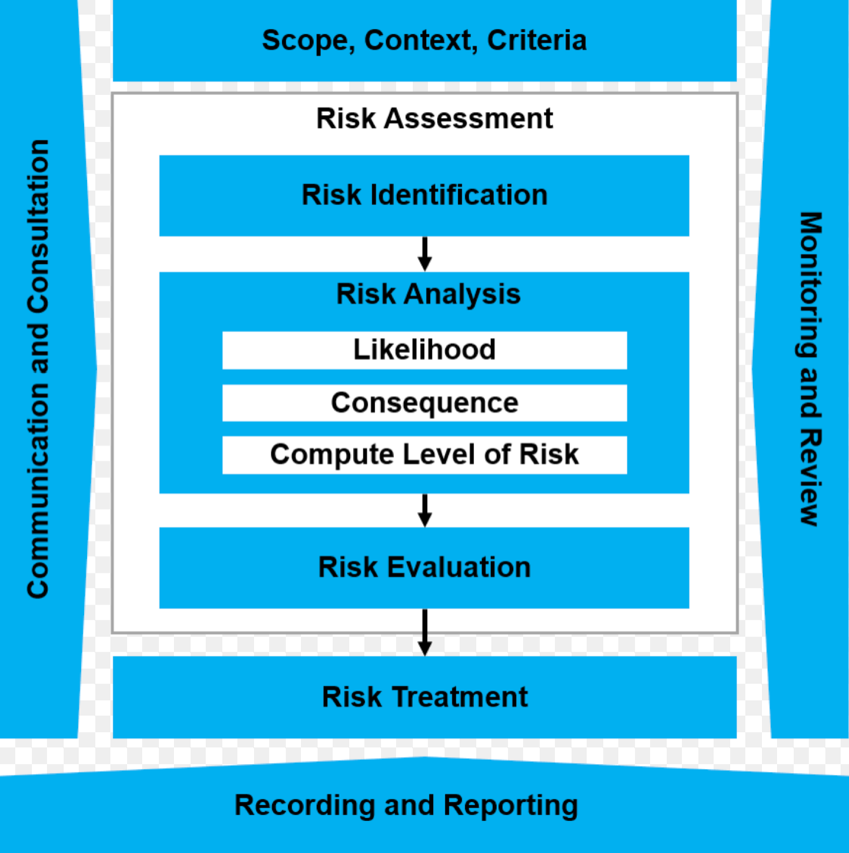 Scope, Context, Criteria
Risk Assessment
Risk Identification
Risk Analysis
Likelihood
Consequence
Compute Level of Risk
Risk Evaluation
Risk Treatment
Communication and Consultation
Monitoring and Review
Recording and Reporting